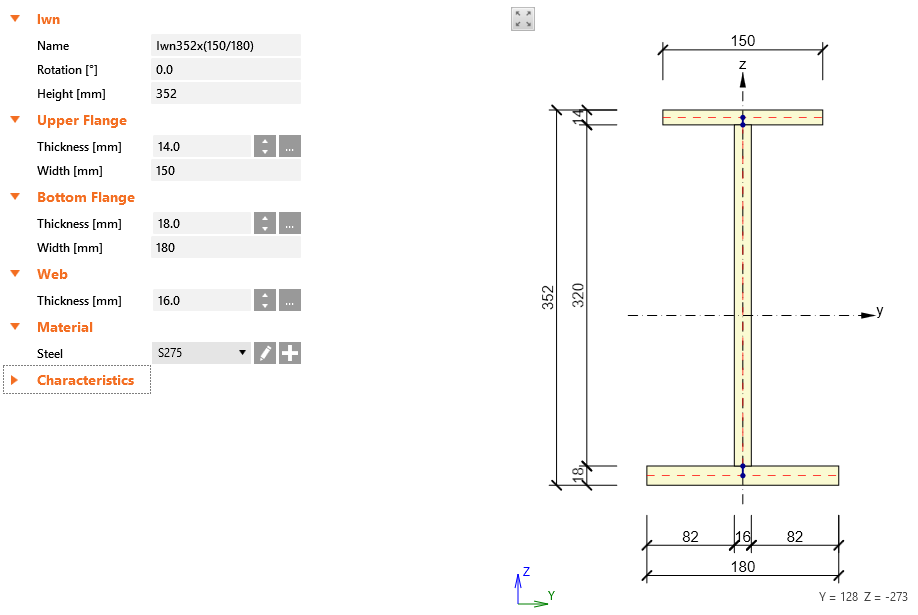 Iwn
Name Iwn352x(150/180)
Rotation [°] 0.0
Height [mm] 352
Upper Flange
Thickness [mm] 14.0 ...
Width [mm] 150
Bottom Flange
Thickness [mm] 18.0 ...
Width [mm] 180
Web
Thickness [mm] 16.0 ...
Material
Steel S275
Characteristics
150
z
14
352
320
y
18
82 16 82
180
Z
Y
Y = 128 Z = -273